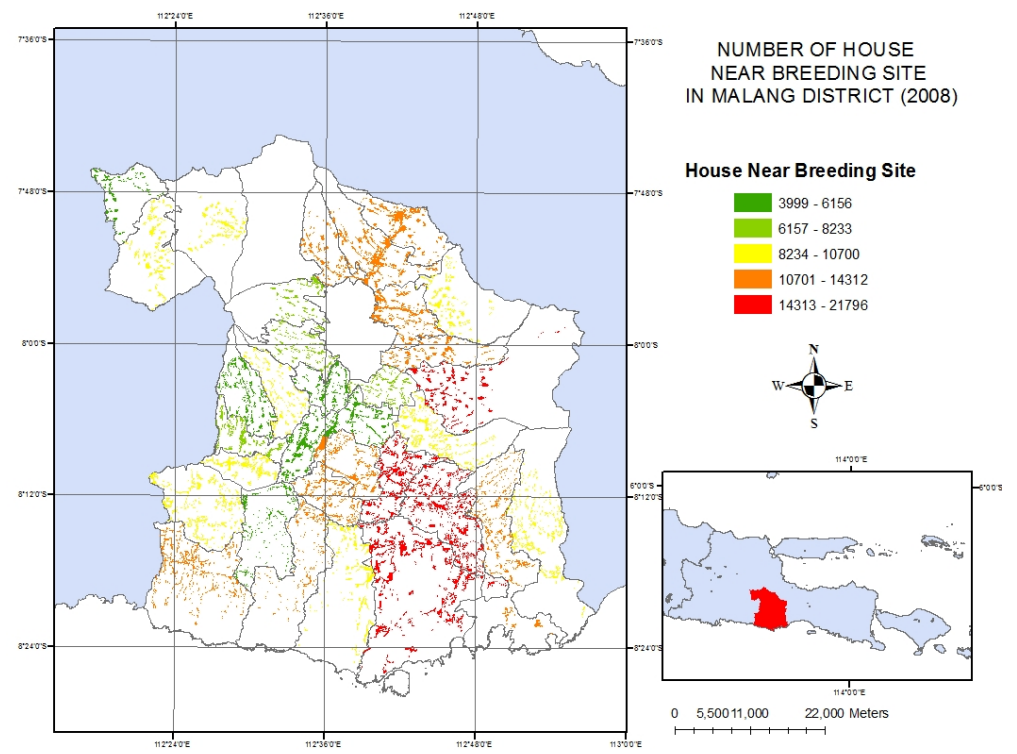 112°24'0"E 112°36'0"E 112°48'0"E
7°36'0"S 7°36'0"S
NUMBER OF HOUSE
NEAR BREEDING SITE
IN MALANG DISTRICT (2008)
House Near Breeding Site
7°48'0"S 7°48'0"S
3999 - 6156
6157 - 8233
8234 - 10700
10701 - 14312
14313 - 21796
8°0'0"S 8°0'0"S
N
W E
S
114°0'0"E
8°12'0"S 8°12'0"S 6°0'0"S 6°0'0"S
8°24'0"S 8°24'0"S
114°0'0"E
0 5,500 11,000 22,000 Meters
112°24'0"E 112°36'0"E 112°48'0"E 113°0'0"E